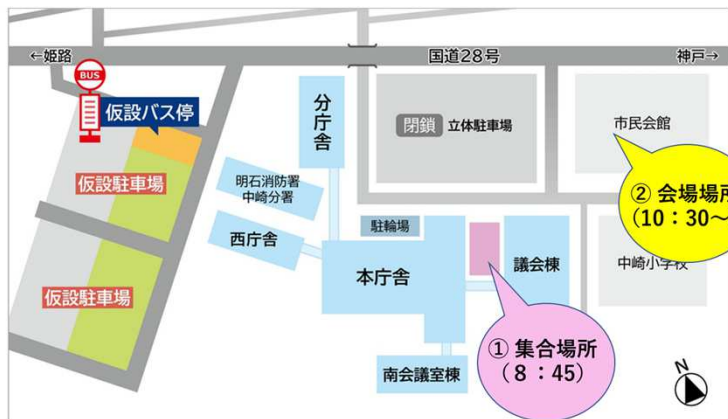 ←姫路
国道28号
神戸→
BUS
仮設バス停
分庁舎
閉鎖 立体駐車場
市民会館
仮設駐車場
明石消防署
中崎分署
② 会場場所
(10：30～
西庁舎
駐輪場
本庁舎
議会棟
中崎小学校
仮設駐車場
① 集合場所
(8：45)
南会議室棟
N